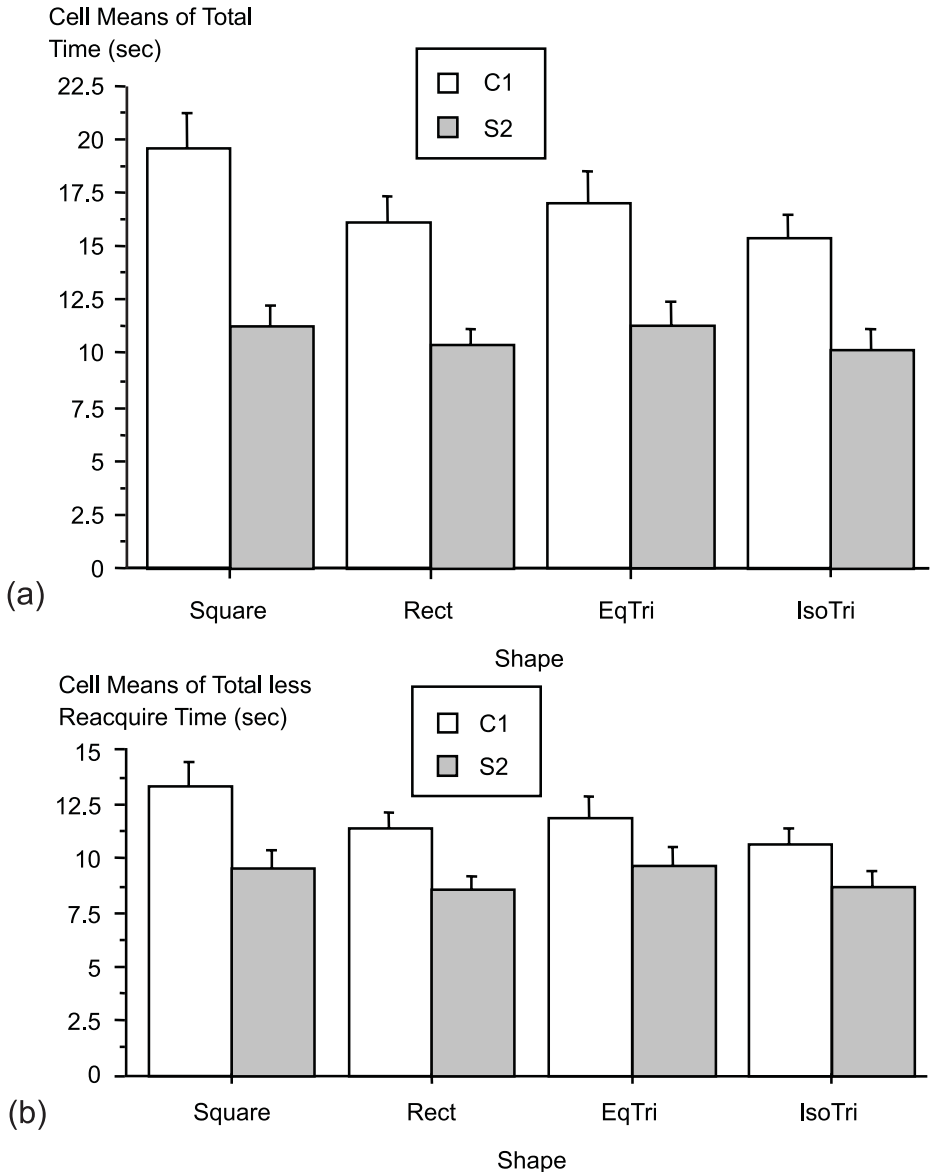 Cell Means of Total
Time (sec)
C1
S2
22.5
20
17.5
15
12.5
10
7.5
5
2.5
0
(a)
Square Rect EqTri IsoTri
Shape
Cell Means of Total less
Reacquire Time (sec)
C1
S2
15
12.5
10
7.5
5
2.5
0
(b)
Square Rect EqTri IsoTri
Shape